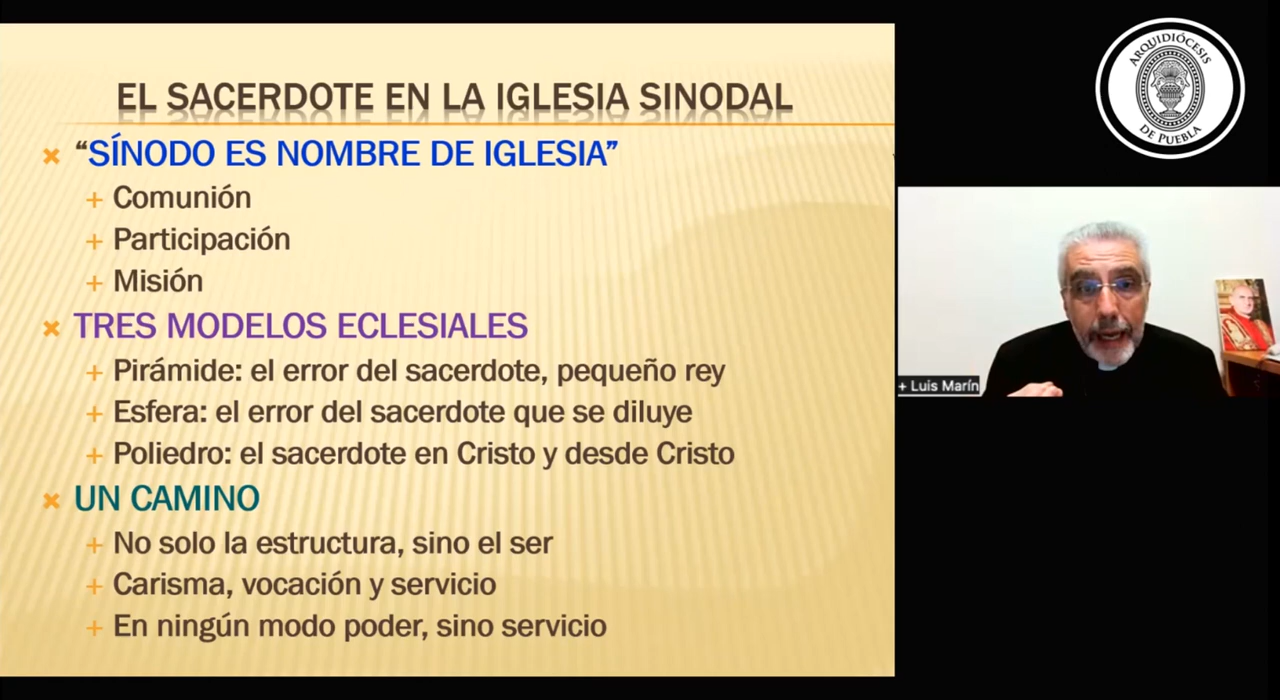 EL SACERDOTE EN LA IGLESIA SINODAL
“SÍNODO ES NOMBRE DE IGLESIA”
+ Comunión
+ Participación
+ Misión
TRES MODELOS ECLESIALES
+ Pirámide: el error del sacerdote, pequeño rey
+ Esfera: el error del sacerdote que se diluye
+ Poliedro: el sacerdote en Cristo y desde Cristo
UN CAMINO
+ No solo la estructura, sino el ser
+ Carisma, vocación y servicio
+ En ningún modo poder, sino servicio
ARQUIDIÓCESIS
DE PUEBLA
+ Luis Marín